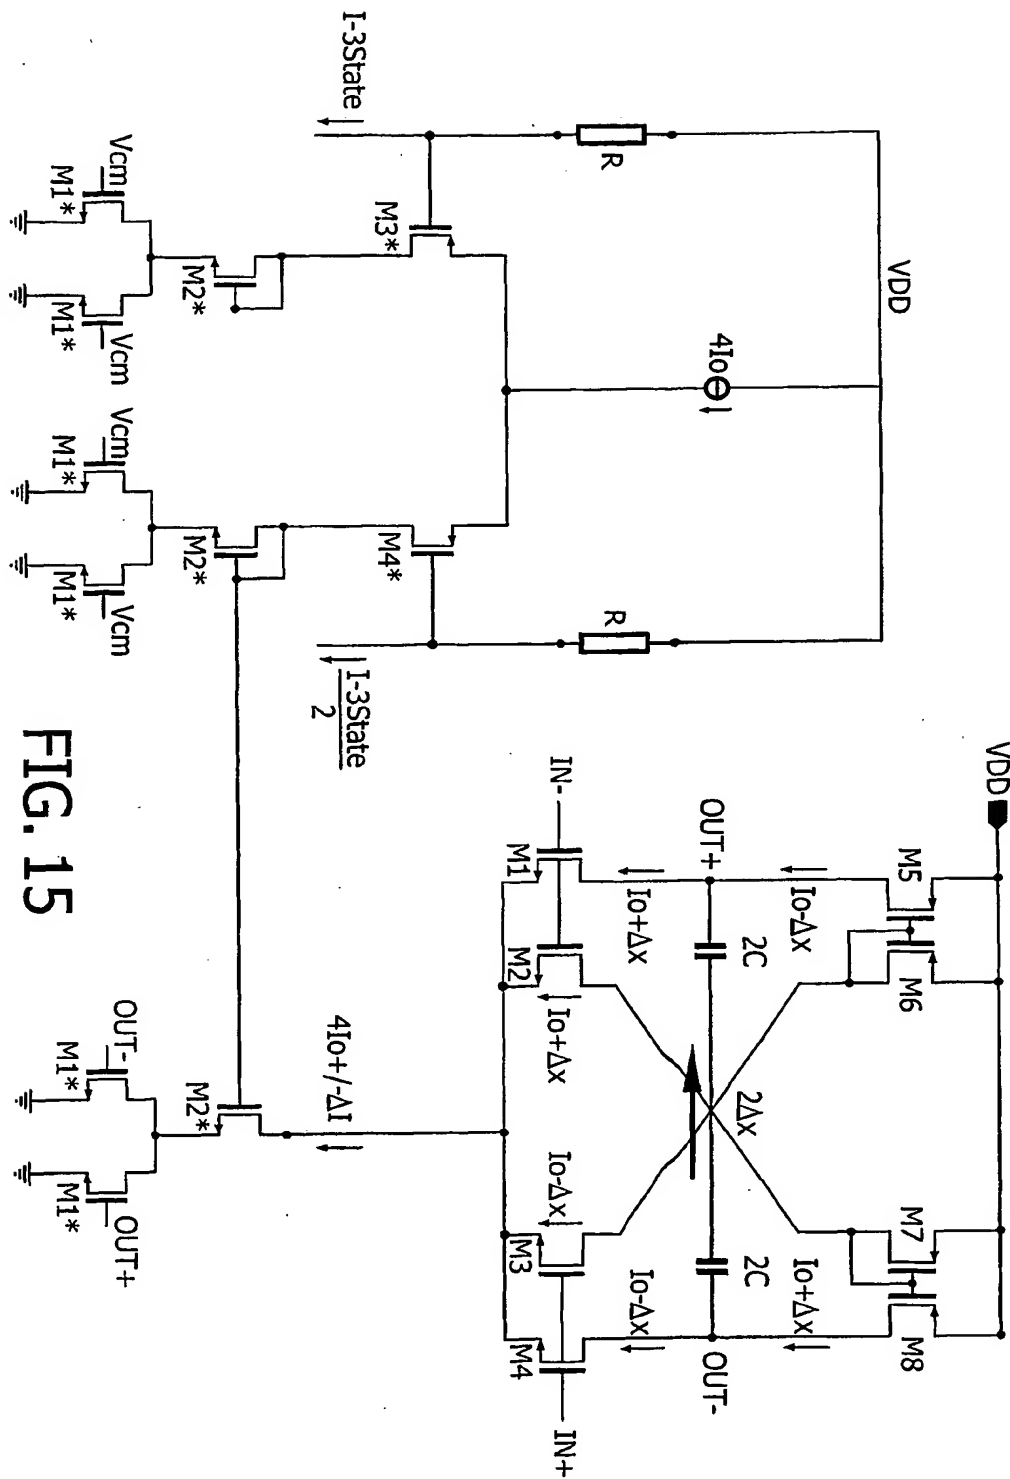 VDD
4Io
R
R
I-3State
I-3State
2
M3*
M4*
M2*
M2*
Vcm
Vcm
Vcm
Vcm
M1*
M1*
M1*
M1*
VDD
M5
M6
M7
M8
Io-Δx
Io+Δx
OUT+
2C
2Δx
2C
OUT-
Io+Δx
Io+Δx
Io-Δx
Io-Δx
IN-
M1
M2
M3
M4
IN+
4Io+/-ΔI
M2*
OUT-
OUT+
M1*
M1*
FIG. 15